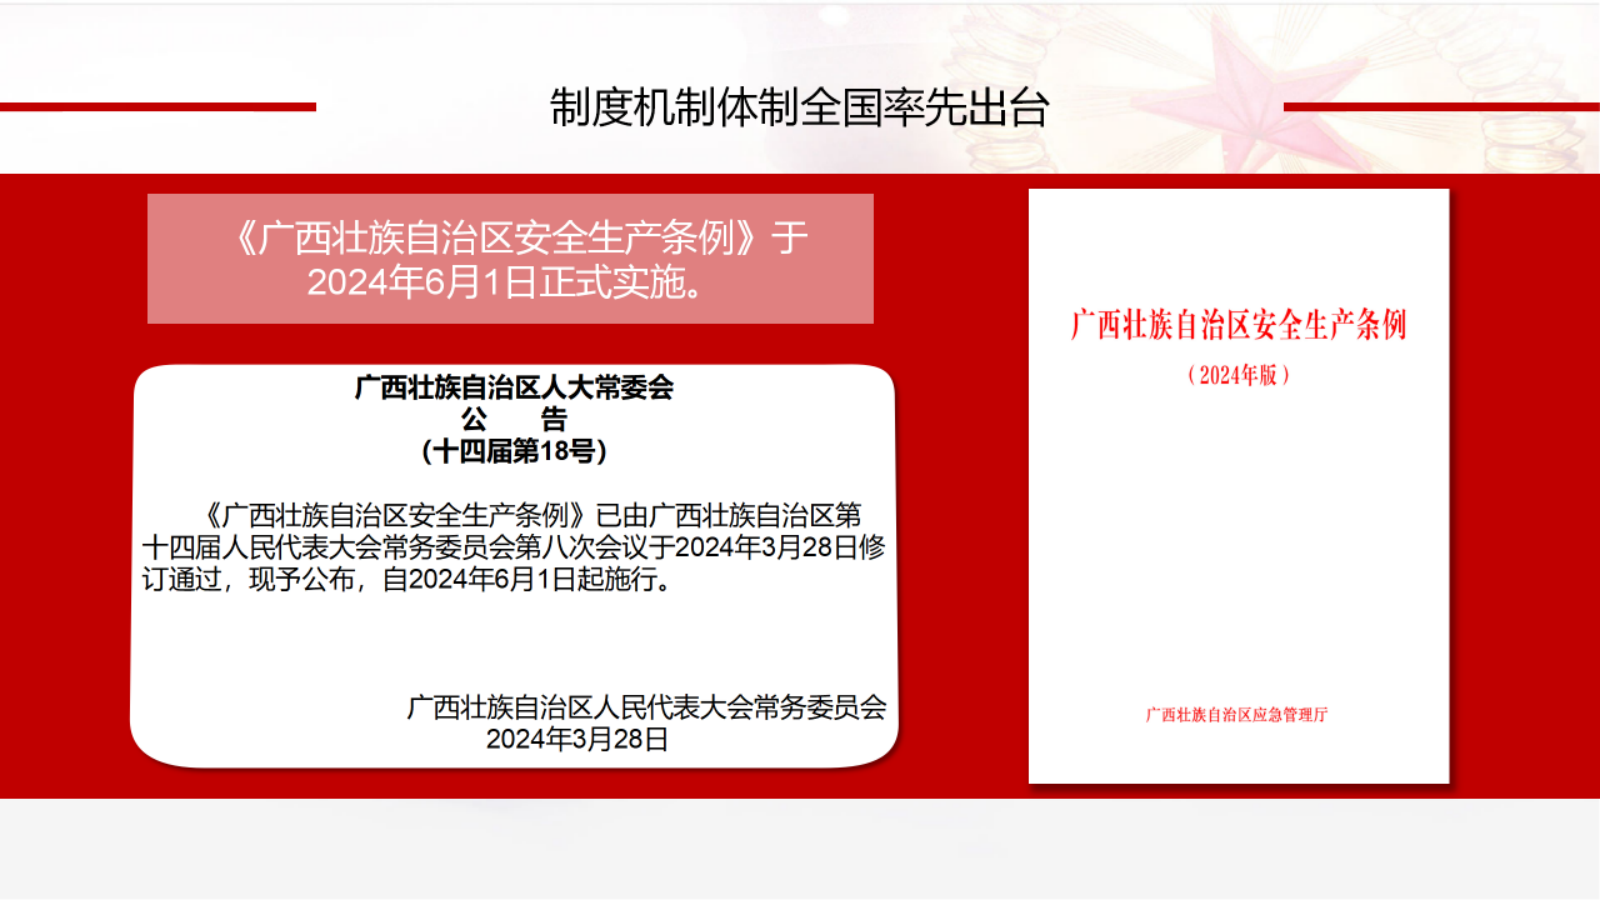 制度机制体制全国率先出台
《广西壮族自治区安全生产条例》于
2024年6月1日正式实施。
广西壮族自治区人大常委会
公　　告
（十四届第18号）
《广西壮族自治区安全生产条例》已由广西壮族自治区第
十四届人民代表大会常务委员会第八次会议于2024年3月28日修
订通过，现予公布，自2024年6月1日起施行。
广西壮族自治区人民代表大会常务委员会
2024年3月28日
广西壮族自治区安全生产条例
（2024年版）
广西壮族自治区应急管理厅